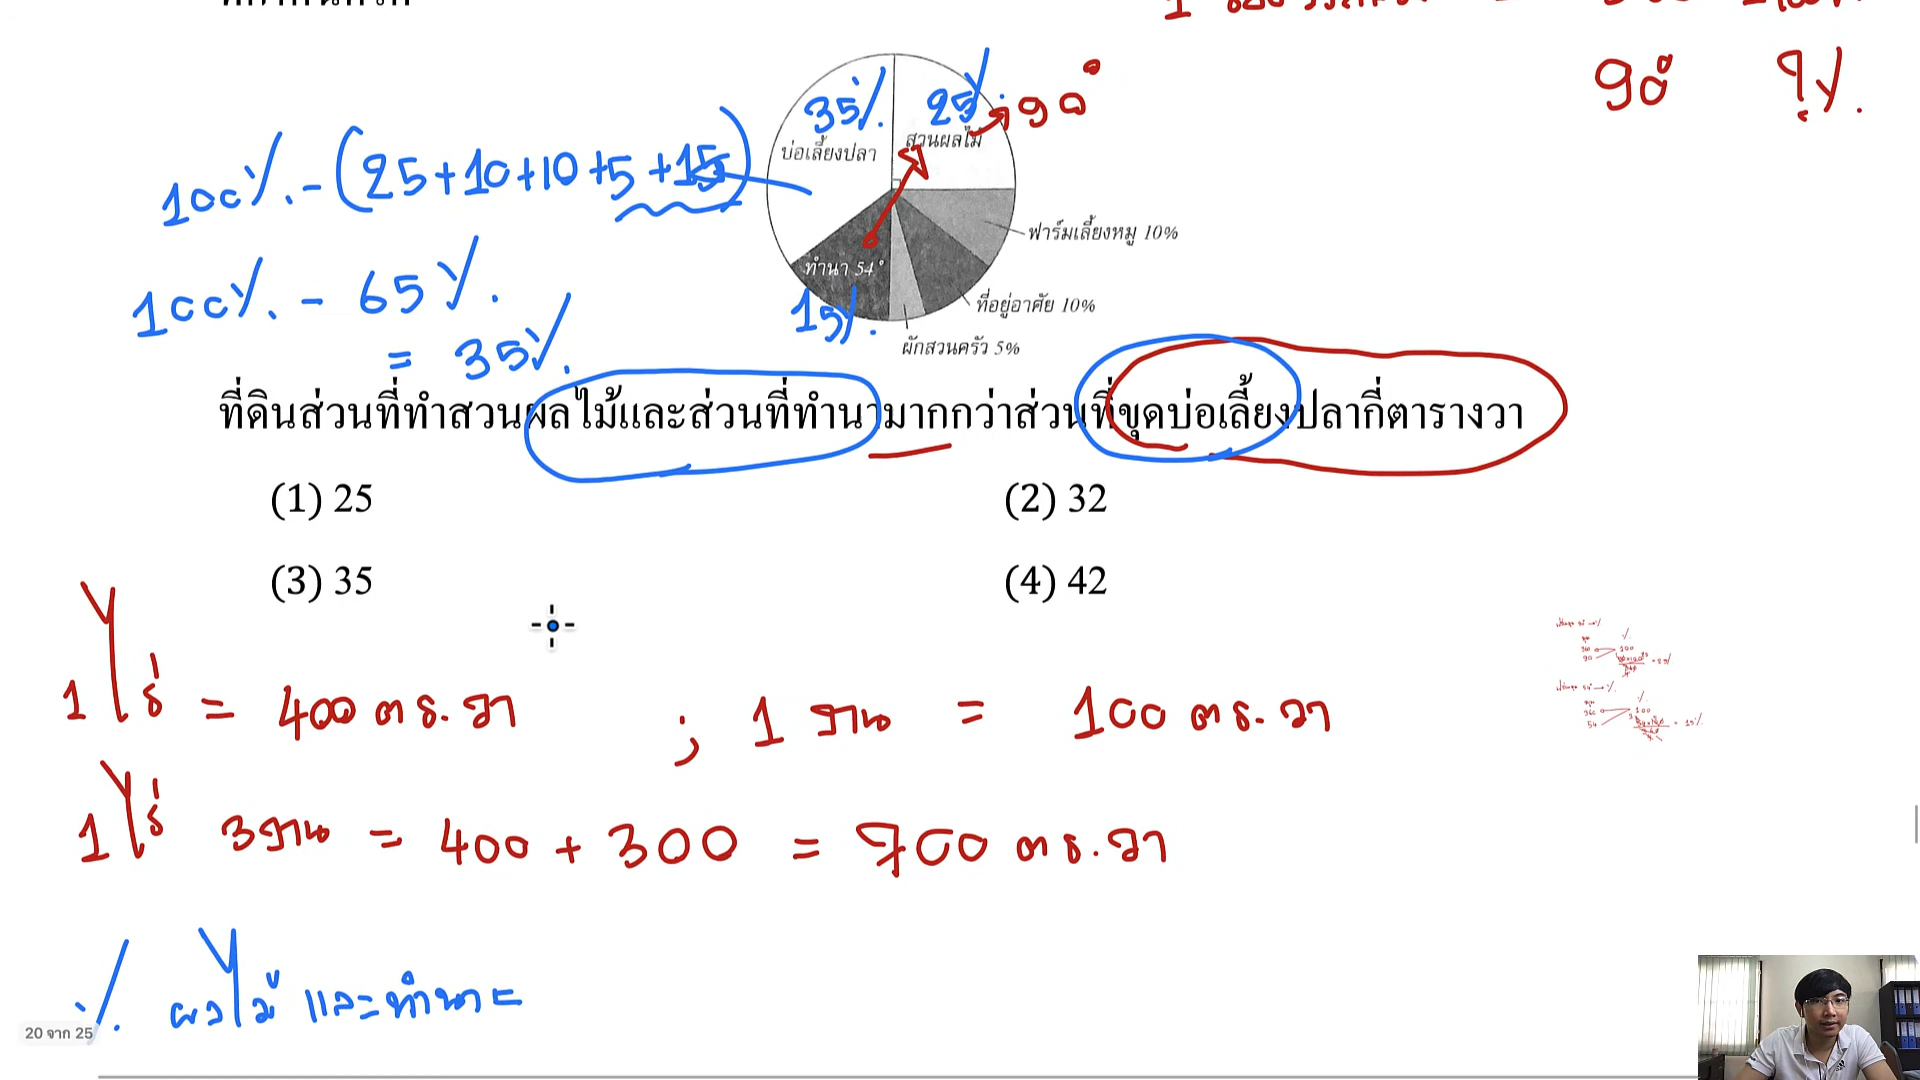 90° ?%
35% 25% 90°
บ่อเลี้ยงปลา สวนผลไม้
100% - (25+10+10+5+15)
ฟาร์มเลี้ยงหมู 10%
100% - 65%
ทำนา 54°
15%
ที่อยู่อาศัย 10%
= 35%
ผักสวนครัว 5%
ที่ดินส่วนที่ทำสวนผลไม้และส่วนที่ทำนามากกว่าส่วนที่ขุดบ่อเลี้ยงปลากี่ตารางวา
(1) 25 (2) 32
(3) 35 (4) 42
1 ไร่ = 400 ตร.วา ; 1 งาน = 100 ตร.วา
1 ไร่ 3 งาน = 400 + 300 = 700 ตร.วา
% ผลไม้ และทำนา =
20 จาก 25